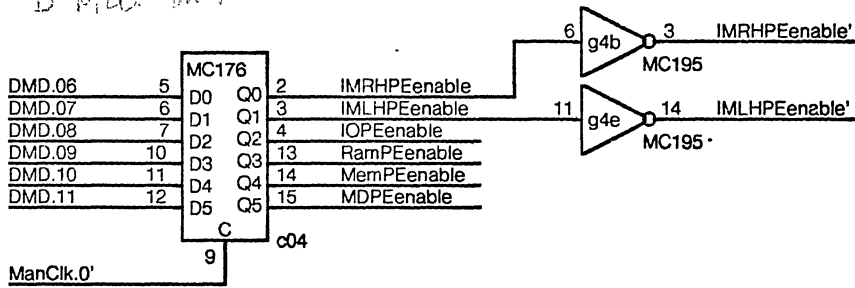 6 g4b 3 IMRHPEenable'
MC195
MC176
DMD.06 5 D0 Q0 2 IMRHPEenable
DMD.07 6 D1 Q1 3 IMLHPEenable 11 g4e 14 IMLHPEenable'
DMD.08 7 D2 Q2 4 IOPEenable
MC195
DMD.09 10 D3 Q3 13 RamPEenable
DMD.10 11 D4 Q4 14 MemPEenable
DMD.11 12 D5 Q5 15 MDPEenable
C
9 c04
ManClk.0'